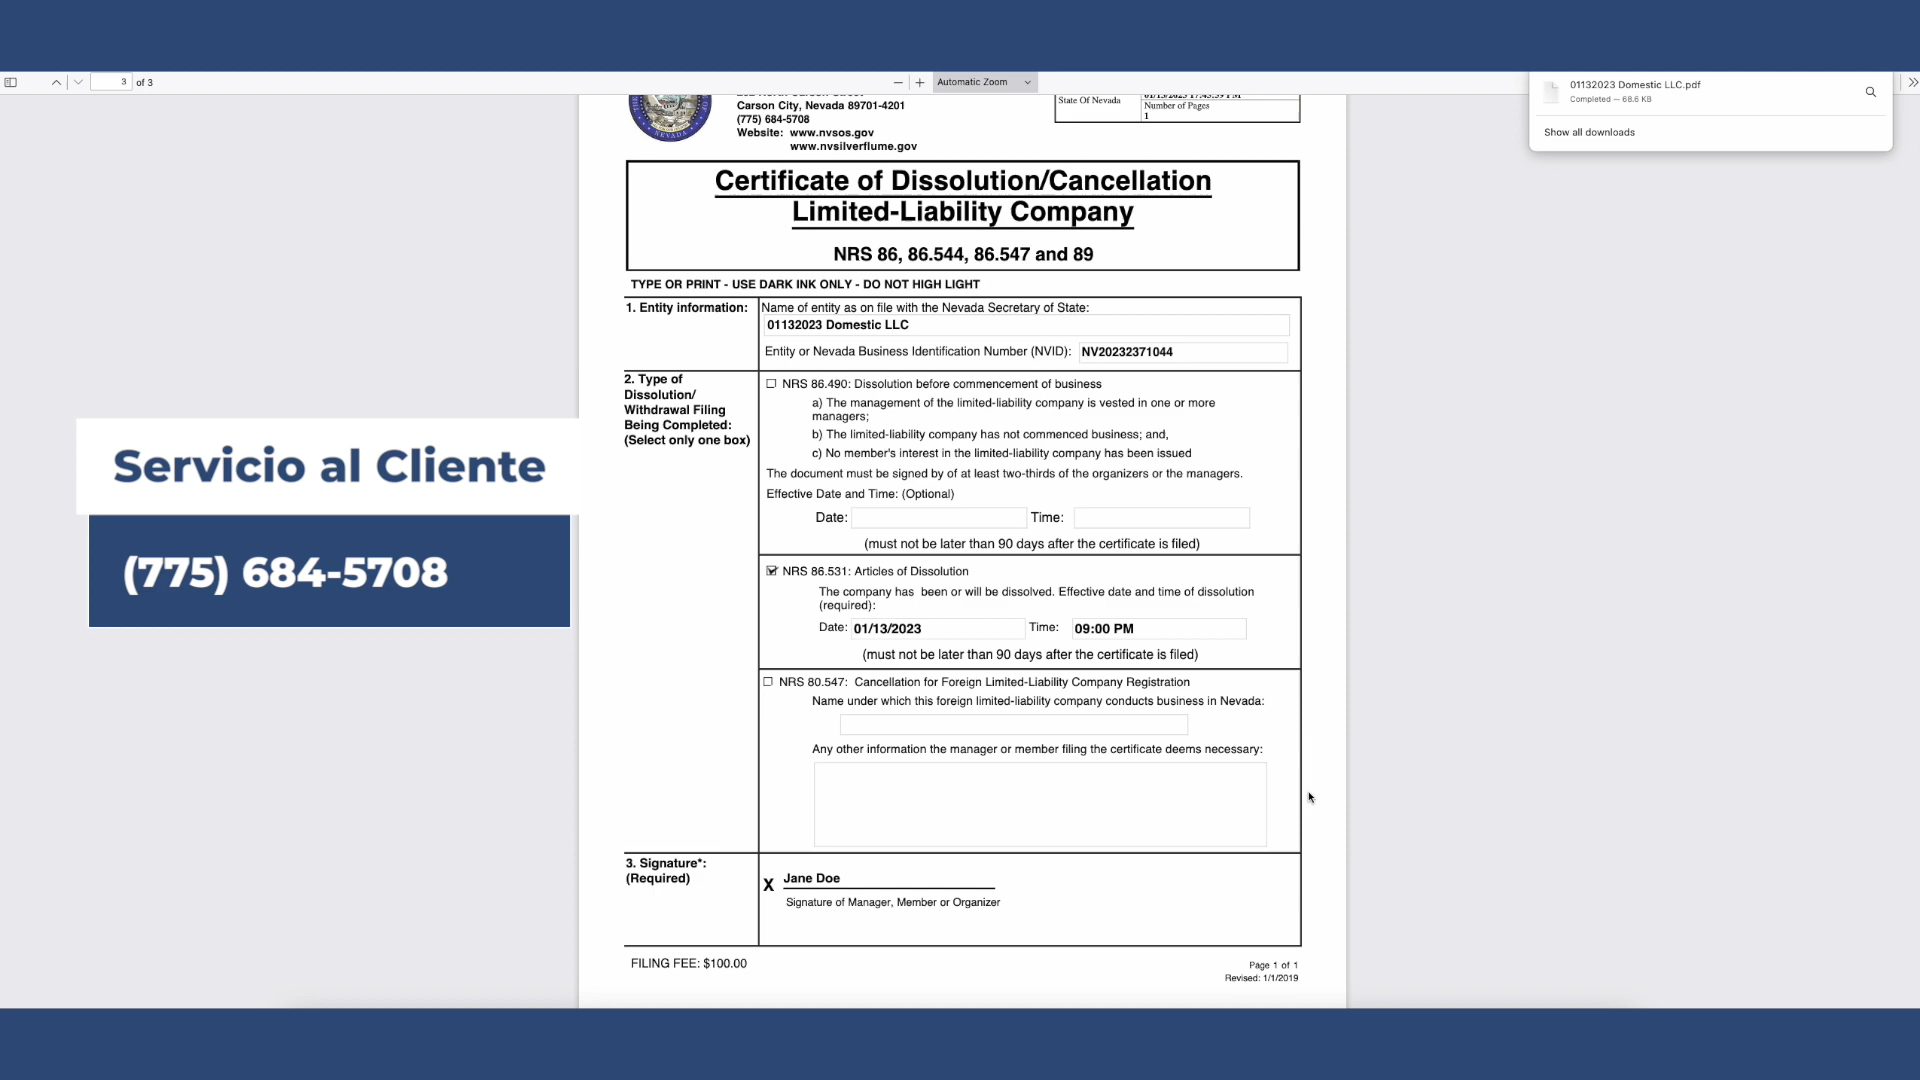 3 of 3
Automatic Zoom
01132023 Domestic LLC.pdf
Completed — 68.6 KB
Show all downloads
NEVADA
Carson City, Nevada 89701-4201
(775) 684-5708
Website: www.nvsos.gov
www.nvsilverflume.gov
State Of Nevada
Number of Pages
1
Certificate of Dissolution/Cancellation
Limited-Liability Company
NRS 86, 86.544, 86.547 and 89
TYPE OR PRINT - USE DARK INK ONLY - DO NOT HIGH LIGHT
1. Entity information:
Name of entity as on file with the Nevada Secretary of State:
01132023 Domestic LLC
Entity or Nevada Business Identification Number (NVID): NV20232371044
2. Type of
Dissolution/
Withdrawal Filing
Being Completed:
(Select only one box)
NRS 86.490: Dissolution before commencement of business
a) The management of the limited-liability company is vested in one or more
managers;
b) The limited-liability company has not commenced business; and,
c) No member's interest in the limited-liability company has been issued
The document must be signed by of at least two-thirds of the organizers or the managers.
Effective Date and Time: (Optional)
Date: Time:
(must not be later than 90 days after the certificate is filed)
NRS 86.531: Articles of Dissolution
The company has been or will be dissolved. Effective date and time of dissolution
(required):
Date: 01/13/2023 Time: 09:00 PM
(must not be later than 90 days after the certificate is filed)
NRS 80.547: Cancellation for Foreign Limited-Liability Company Registration
Name under which this foreign limited-liability company conducts business in Nevada:
Any other information the manager or member filing the certificate deems necessary:
3. Signature*:
(Required)
X Jane Doe
Signature of Manager, Member or Organizer
FILING FEE: $100.00
Page 1 of 1
Revised: 1/1/2019
Servicio al Cliente
(775) 684-5708